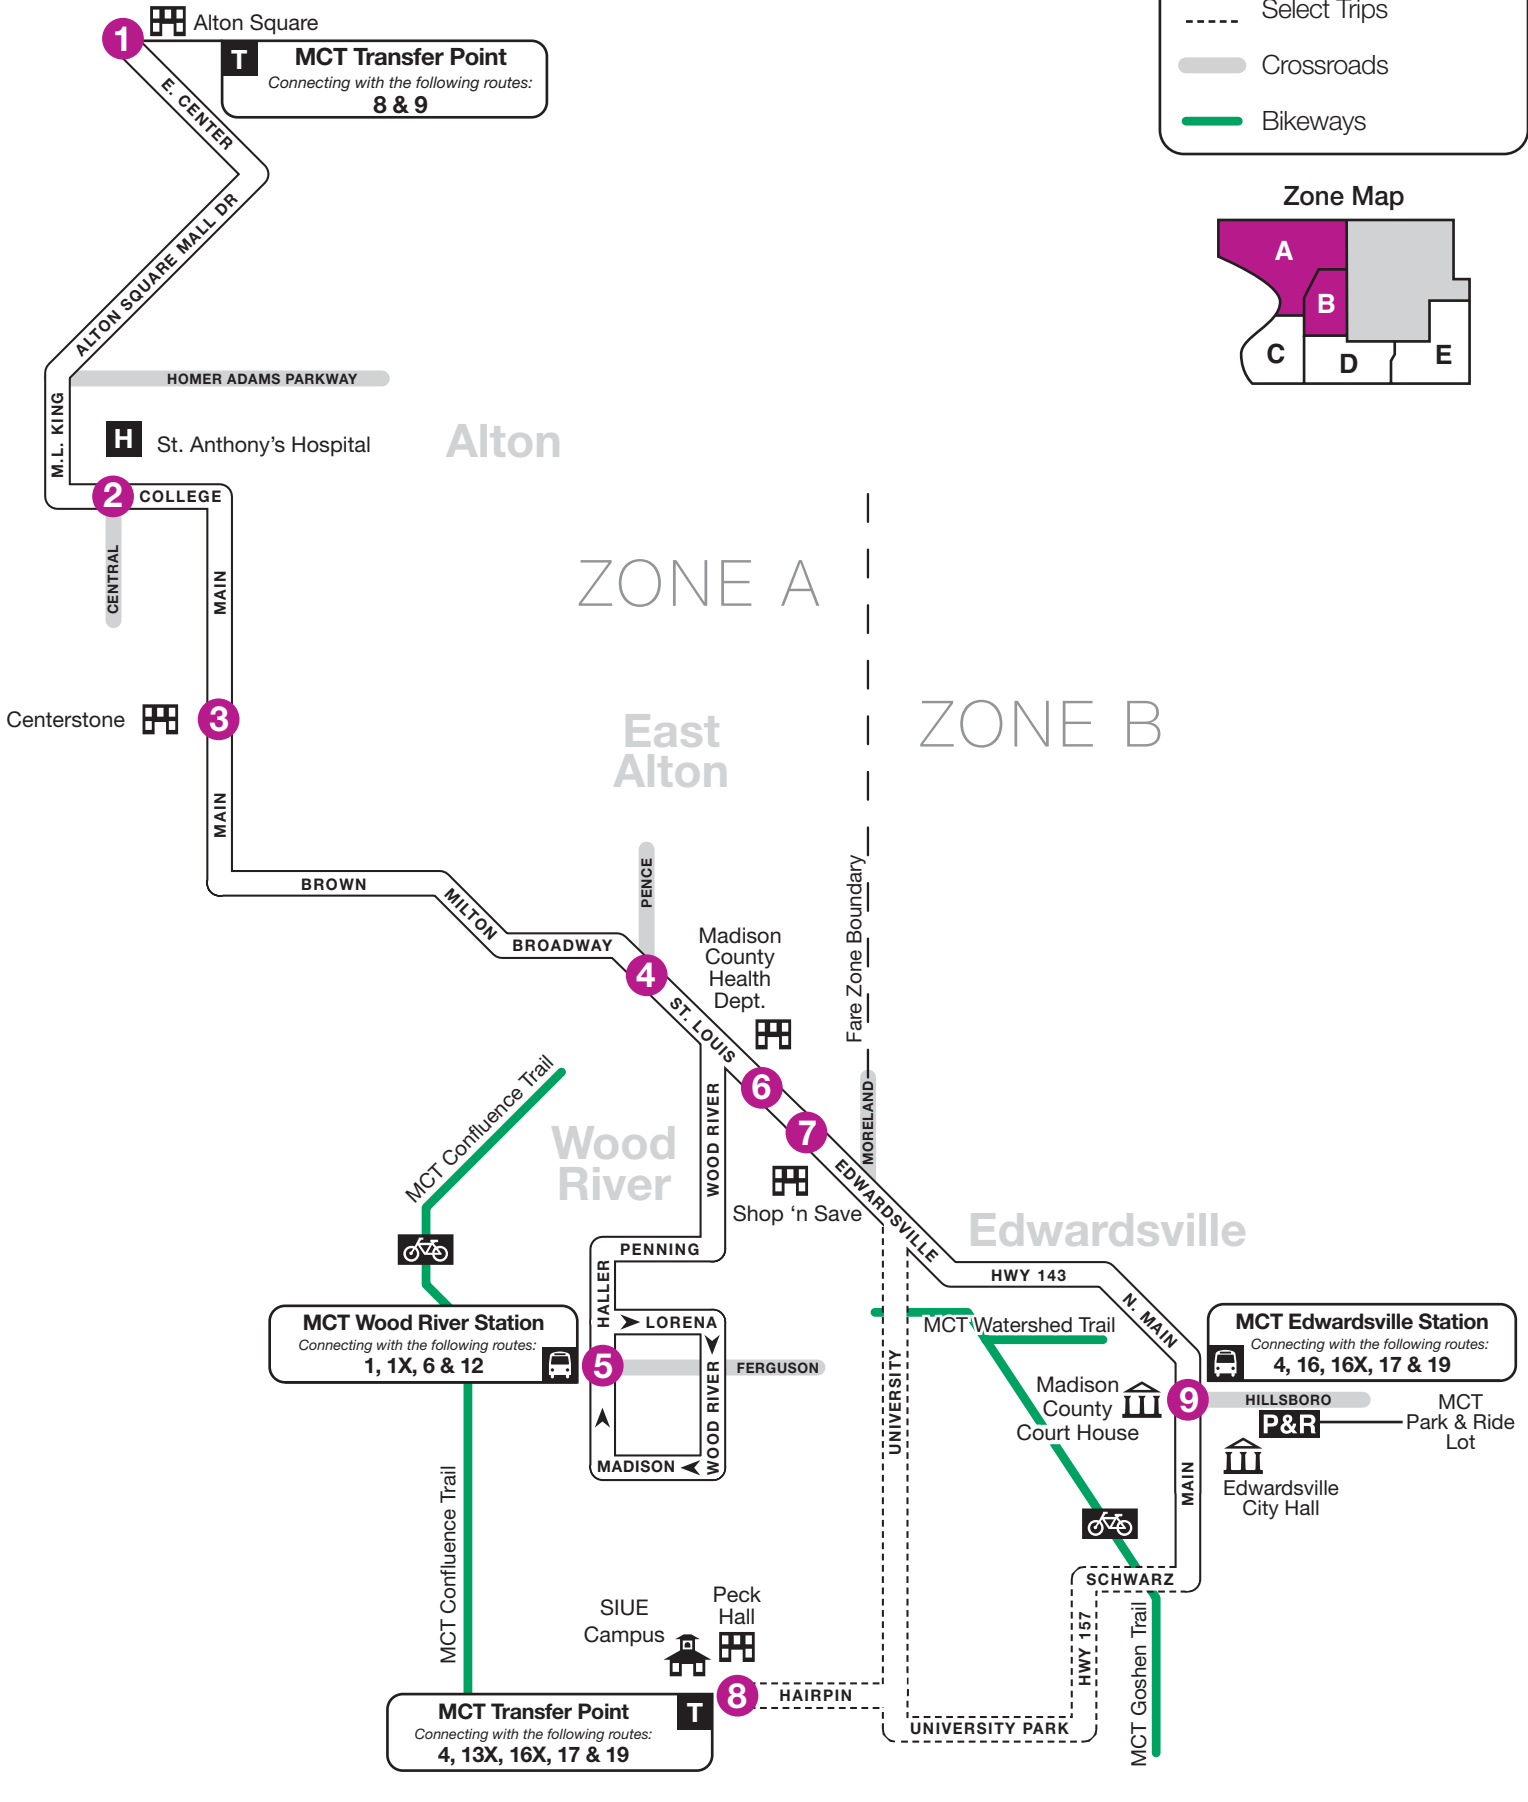 Select Trips
Crossroads
Bikeways
Zone Map
A
B
C
D
E
1
Alton Square
T
MCT Transfer Point
Connecting with the following routes:
8 & 9
E. CENTER
ALTON SQUARE MALL DR
HOMER ADAMS PARKWAY
M.L. KING
H
St. Anthony’s Hospital
Alton
2
COLLEGE
CENTRAL
MAIN
ZONE A
ZONE B
Centerstone
3
East
Alton
MAIN
BROWN
MILTON
BROADWAY
PENCE
4
ST. LOUIS
Madison
County
Health
Dept.
Fare Zone Boundary
6
7
MORELAND
EDWARDSVILLE
Shop ‘n Save
MCT Confluence Trail
Wood
River
WOOD RIVER
PENNING
HALLER
LORENA
Edwardsville
HWY 143
N. MAIN
MCT Wood River Station
Connecting with the following routes:
1, 1X, 6 & 12
5
FERGUSON
WOOD RIVER
MADISON
MCT Watershed Trail
UNIVERSITY
MCT Edwardsville Station
Connecting with the following routes:
4, 16, 16X, 17 & 19
Madison
County
Court House
9
HILLSBORO
P&R
MCT
Park & Ride
Lot
Edwardsville
City Hall
MAIN
SCHWARZ
HWY 157
MCT Goshen Trail
MCT Confluence Trail
SIUE
Campus
Peck
Hall
8
HAIRPIN
UNIVERSITY PARK
MCT Transfer Point
T
Connecting with the following routes:
4, 13X, 16X, 17 & 19